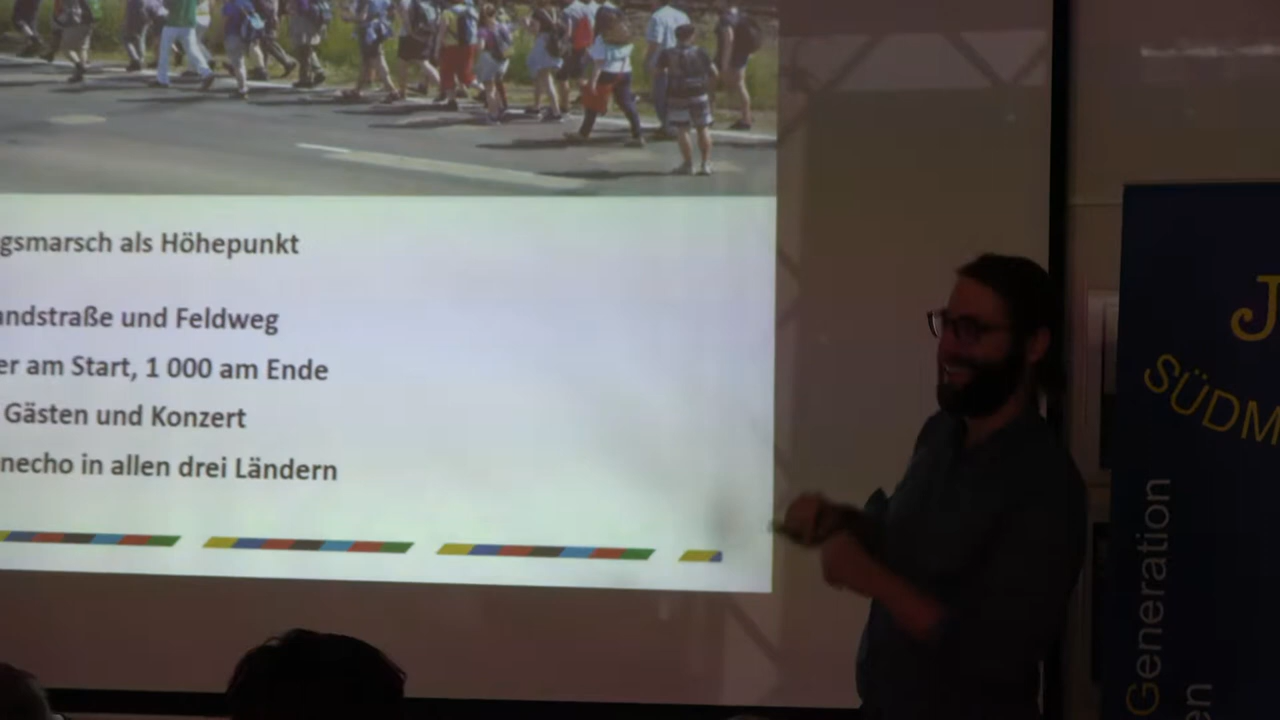 gsmarsch als Höhepunkt
andstraße und Feldweg
er am Start, 1 000 am Ende
Gästen und Konzert
necho in allen drei Ländern
J
SÜDM
Generation
en